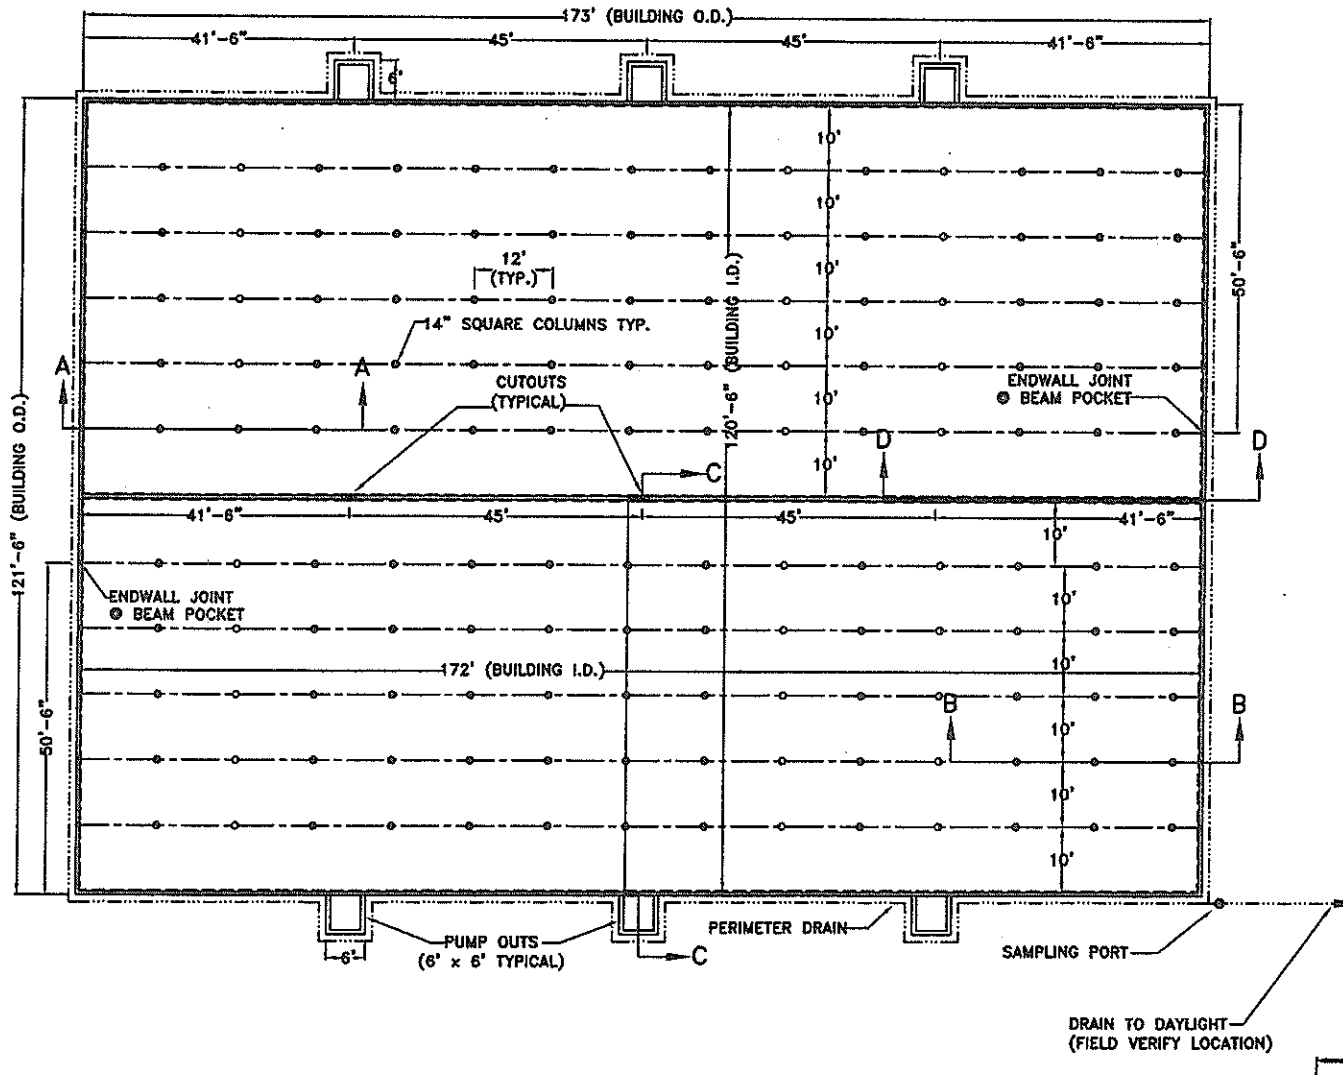 173' (BUILDING O.D.)
41'-6"
45'
45'
41'-6"
6'
10'
10'
10'
10'
10'
10'
12'
(TYP.)
14" SQUARE COLUMNS TYP.
120'-6" (BUILDING I.D.)
50'-6"
121'-6" (BUILDING O.D.)
A
A
CUTOUTS
(TYPICAL)
ENDWALL JOINT
@ BEAM POCKET
D
D
C
41'-6"
45'
45'
41'-6"
10'
10'
10'
10'
10'
10'
ENDWALL JOINT
@ BEAM POCKET
172' (BUILDING I.D.)
50'-6"
B
B
6'
PUMP OUTS
(6' x 6' TYPICAL)
C
PERIMETER DRAIN
SAMPLING PORT
DRAIN TO DAYLIGHT
(FIELD VERIFY LOCATION)